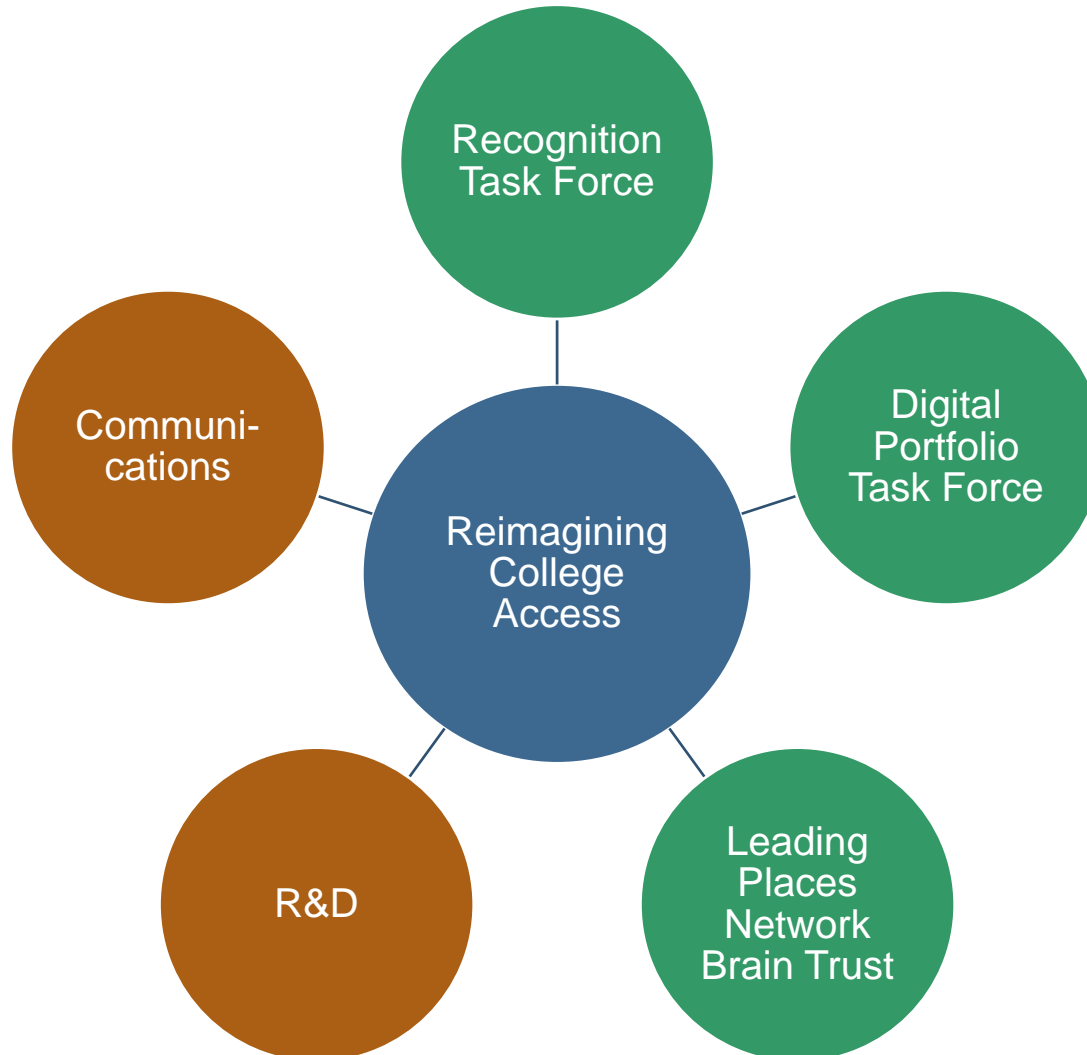 Recognition
Task Force
Digital
Portfolio
Task Force
Communi-
cations
Reimagining
College
Access
Leading
Places
Network
Brain Trust
R&D